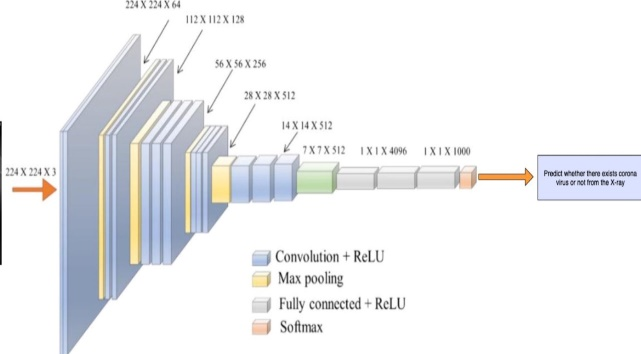 224 X 224 X 64
112 X 112 X 128
56 X 56 X 256
28 X 28 X 512
14 X 14 X 512
7 X 7 X 512
1 X 1 X 4096
1 X 1 X 1000
224 X 224 X 3
Predict whether there exists corona
virus or not from the X-ray
Convolution + ReLU
Max pooling
Fully connected + ReLU
Softmax